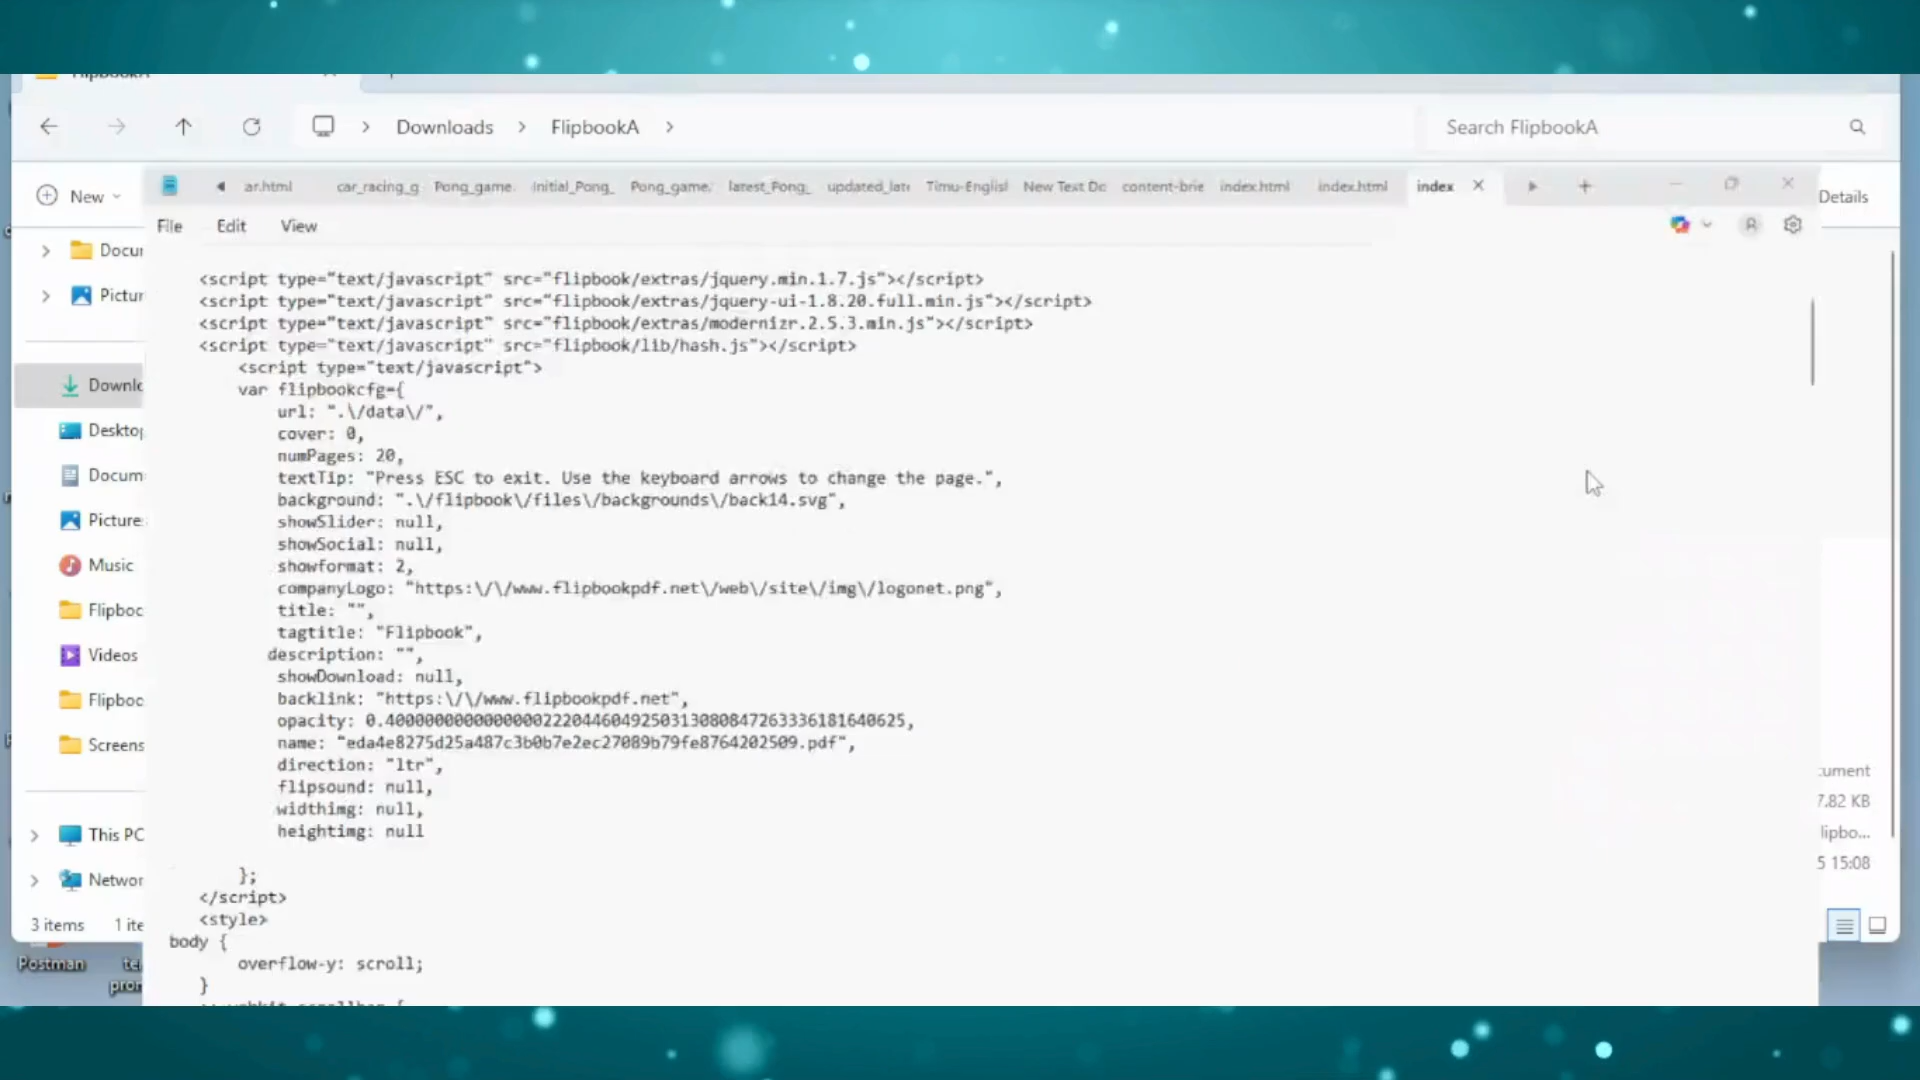 Downloads > FlipbookA >
Search FlipbookA
New
Details
ar.html
car_racing_g
Pong_game.
Initial_Pong_
Pong_game.
latest_Pong_
updated_late
Timu-Englisl
New Text Do
content-brie
index.html
index.html
index
File
Edit
View
Docur
Pictur
Downlo
Desktop
Docum
Picture
Music
Flipboc
Videos
Flipboc
Screens
This PC
Networ
3 items
1 ite
<script type="text/javascript" src="flipbook/extras/jquery.min.1.7.js"></script>
<script type="text/javascript" src="flipbook/extras/jquery-ui-1.8.20.full.min.js"></script>
<script type="text/javascript" src="flipbook/extras/modernizr.2.5.3.min.js"></script>
<script type="text/javascript" src="flipbook/lib/hash.js"></script>
<script type="text/javascript">
var flipbookcfg={
url: ".\/data\/",
cover: 0,
numPages: 20,
textTip: "Press ESC to exit. Use the keyboard arrows to change the page.",
background: ".\/flipbook\/files\/backgrounds\/back14.svg",
showSlider: null,
showSocial: null,
showformat: 2,
companyLogo: "https:\/\/www.flipbookpdf.net\/web\/site\/img\/logonet.png",
title: "",
tagtitle: "Flipbook",
description: "",
showDownload: null,
backlink: "https:\/\/www.flipbookpdf.net",
opacity: 0.40000000000000002220446049250313080847263336181640625,
name: "eda4e8275d25a487c3b0b7e2ec27089b79fe8764202509.pdf",
direction: "ltr",
flipsound: null,
widthimg: null,
heightimg: null
};
</script>
<style>
body {
overflow-y: scroll;
}
cument
7.82 KB
lipbo...
5 15:08
Postman
te
pror